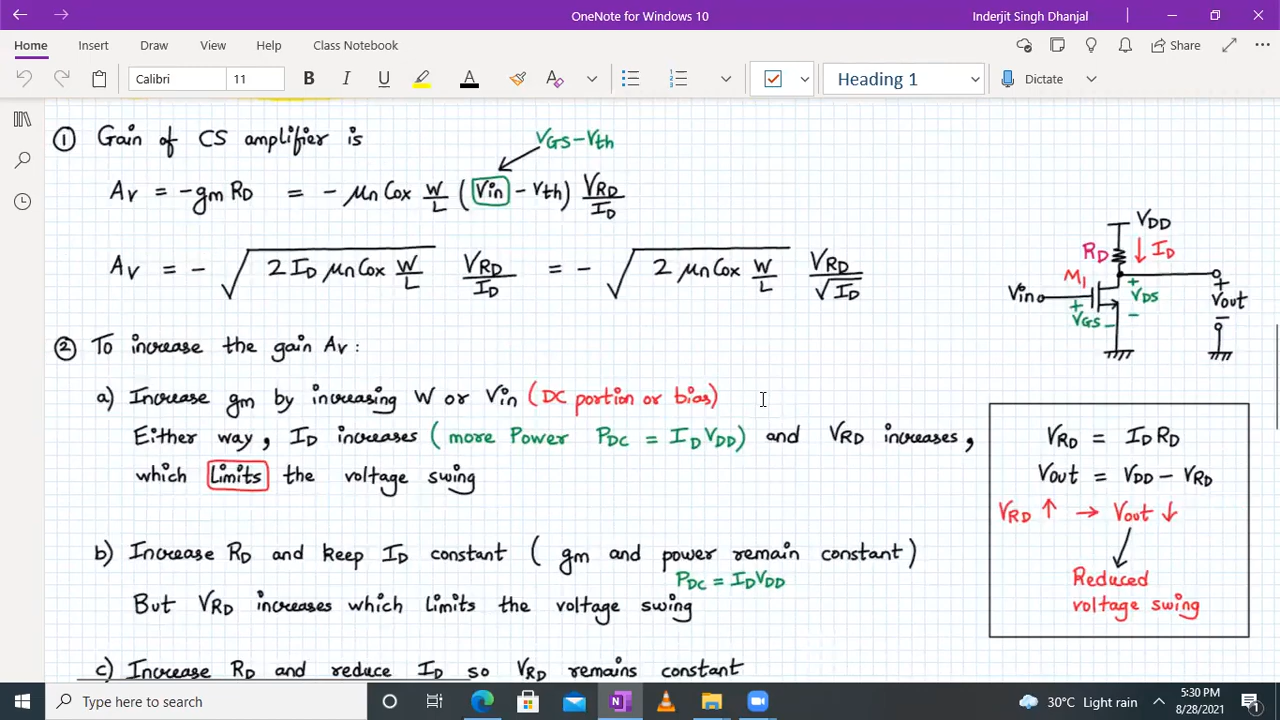 OneNote for Windows 10
Inderjit Singh Dhanjal
Home Insert Draw View Help Class Notebook
Share
Calibri 11 B I U A Heading 1 Dictate
① Gain of CS amplifier is
VGS - Vth
Av = -gm RD = - μn Cox W/L (Vin - Vth) VRD/ID
Av = - √(2 ID μn Cox W/L) VRD/ID = - √(2 μn Cox W/L) VRD/√ID
② To increase the gain Av :
a) Increase gm by increasing W or Vin (DC portion or bias)
Either way, ID increases (more Power PDC = ID VDD) and VRD increases,
which Limits the voltage swing
b) Increase RD and keep ID constant ( gm and power remain constant )
PDC = ID VDD
But VRD increases which limits the voltage swing
c) Increase RD and reduce ID so VRD remains constant
VDD
RD ↓ ID
M1
Vin
+ VGS -
+ VDS -
+ Vout -
VRD = ID RD
Vout = VDD - VRD
VRD ↑ → Vout ↓
Reduced
voltage swing
Type here to search
30°C Light rain
5:30 PM
8/28/2021
1